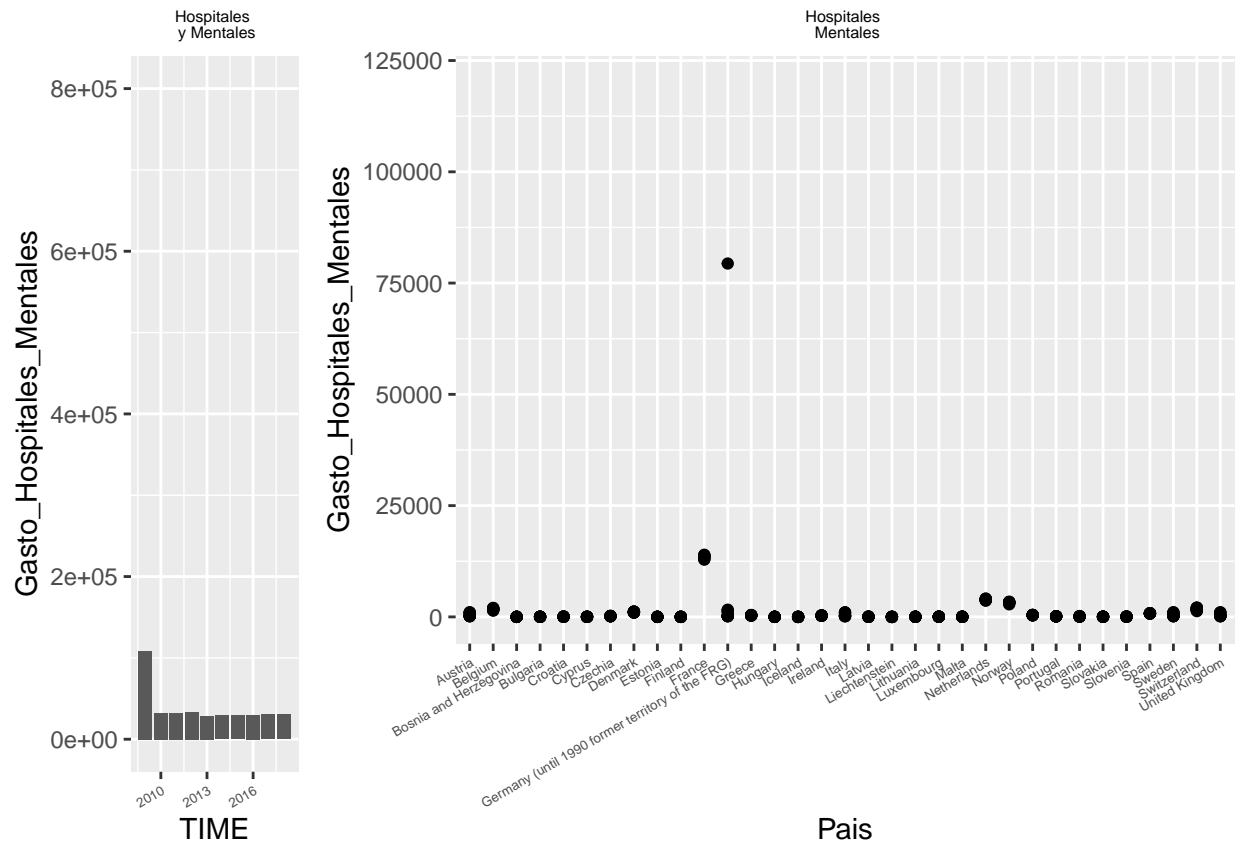 Hospitales
y Mentales
Gasto_Hospitales_Mentales
8e+05
6e+05
4e+05
2e+05
0e+00
2010
2013
2016
TIME
Hospitales
Mentales
Gasto_Hospitales_Mentales
125000
100000
75000
50000
25000
0
Austria
Belgium
Bosnia and Herzegovina
Bulgaria
Croatia
Cyprus
Czechia
Denmark
Estonia
Finland
France
Germany (until 1990 former territory of the FRG)
Greece
Hungary
Iceland
Ireland
Italy
Latvia
Liechtenstein
Lithuania
Luxembourg
Malta
Netherlands
Norway
Poland
Portugal
Romania
Slovakia
Slovenia
Spain
Sweden
Switzerland
United Kingdom
Pais